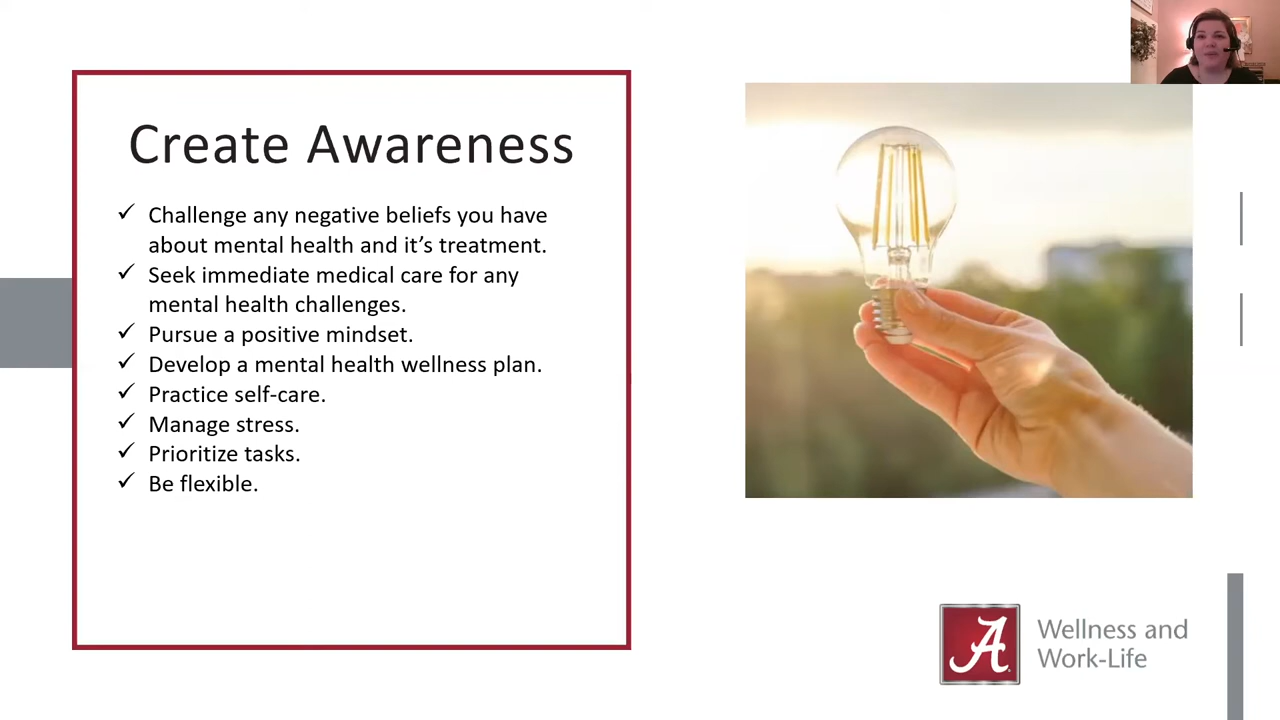 Create Awareness
✓ Challenge any negative beliefs you have
about mental health and it’s treatment.
✓ Seek immediate medical care for any
mental health challenges.
✓ Pursue a positive mindset.
✓ Develop a mental health wellness plan.
✓ Practice self-care.
✓ Manage stress.
✓ Prioritize tasks.
✓ Be flexible.
A
Wellness and
Work-Life